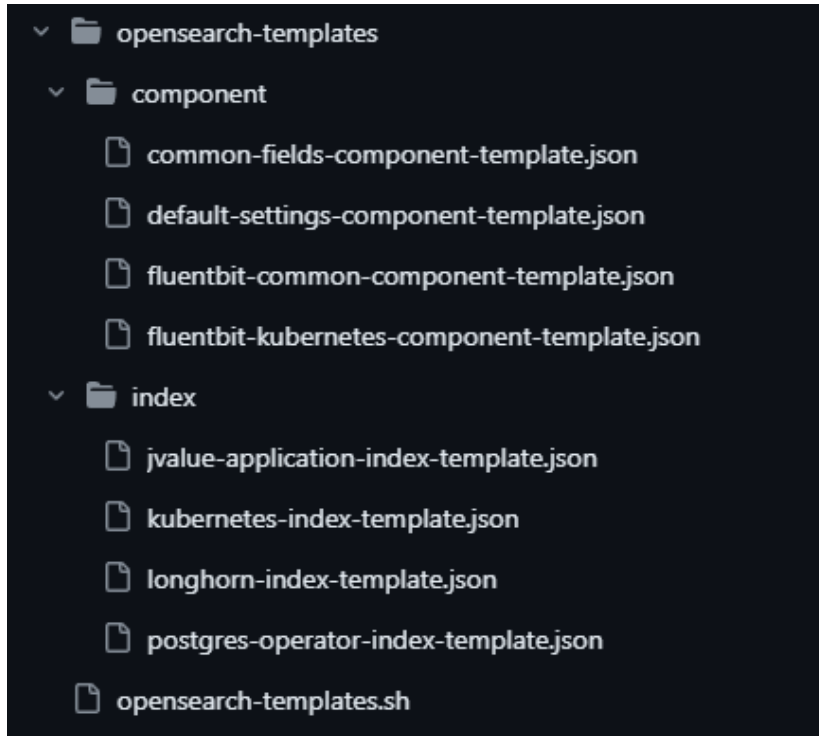 opensearch-templates
component
common-fields-component-template.json
default-settings-component-template.json
fluentbit-common-component-template.json
fluentbit-kubernetes-component-template.json
index
jvalue-application-index-template.json
kubernetes-index-template.json
longhorn-index-template.json
postgres-operator-index-template.json
opensearch-templates.sh